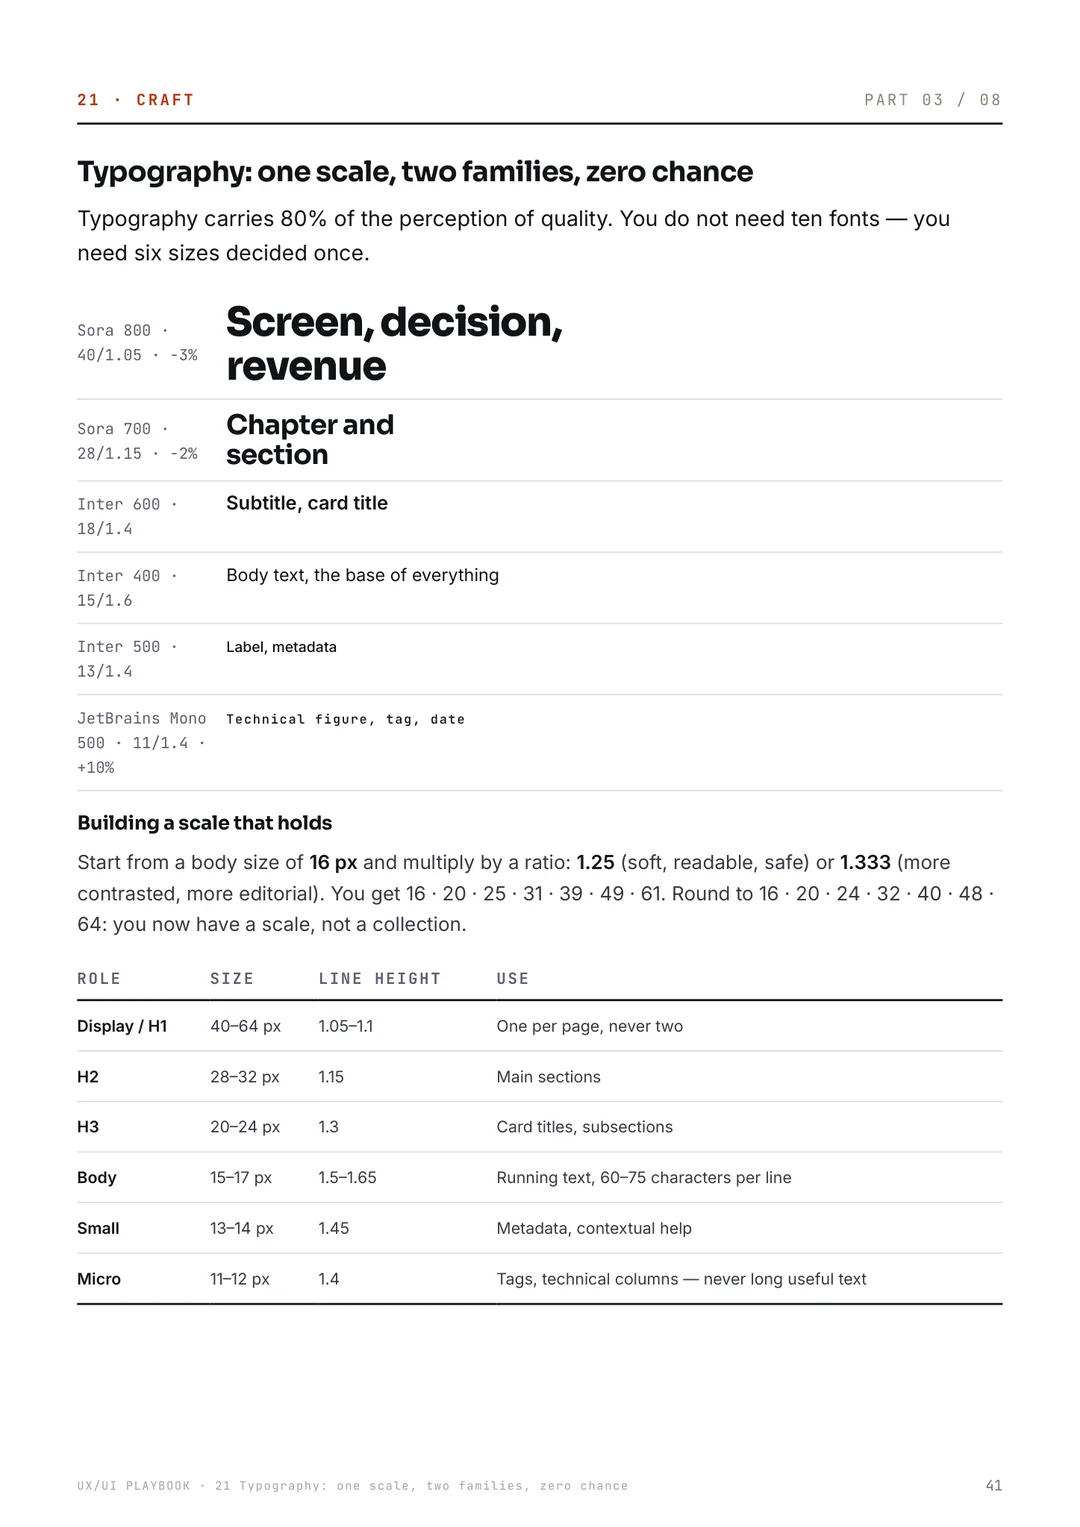 21 · CRAFT
PART 03 / 08
Typography: one scale, two families, zero chance
Typography carries 80% of the perception of quality. You do not need ten fonts — you
need six sizes decided once.
Sora 800 ·
40/1.05 · -3%
Screen, decision,
revenue
Sora 700 ·
28/1.15 · -2%
Chapter and
section
Inter 600 ·
18/1.4
Subtitle, card title
Inter 400 ·
15/1.6
Body text, the base of everything
Inter 500 ·
13/1.4
Label, metadata
JetBrains Mono
500 · 11/1.4 ·
+10%
Technical figure, tag, date
Building a scale that holds
Start from a body size of 16 px and multiply by a ratio: 1.25 (soft, readable, safe) or 1.333 (more
contrasted, more editorial). You get 16 · 20 · 25 · 31 · 39 · 49 · 61. Round to 16 · 20 · 24 · 32 · 40 · 48 ·
64: you now have a scale, not a collection.
ROLE SIZE LINE HEIGHT USE
Display / H1 40–64 px 1.05–1.1 One per page, never two
H2 28–32 px 1.15 Main sections
H3 20–24 px 1.3 Card titles, subsections
Body 15–17 px 1.5–1.65 Running text, 60–75 characters per line
Small 13–14 px 1.45 Metadata, contextual help
Micro 11–12 px 1.4 Tags, technical columns — never long useful text
UX/UI PLAYBOOK · 21 Typography: one scale, two families, zero chance
41